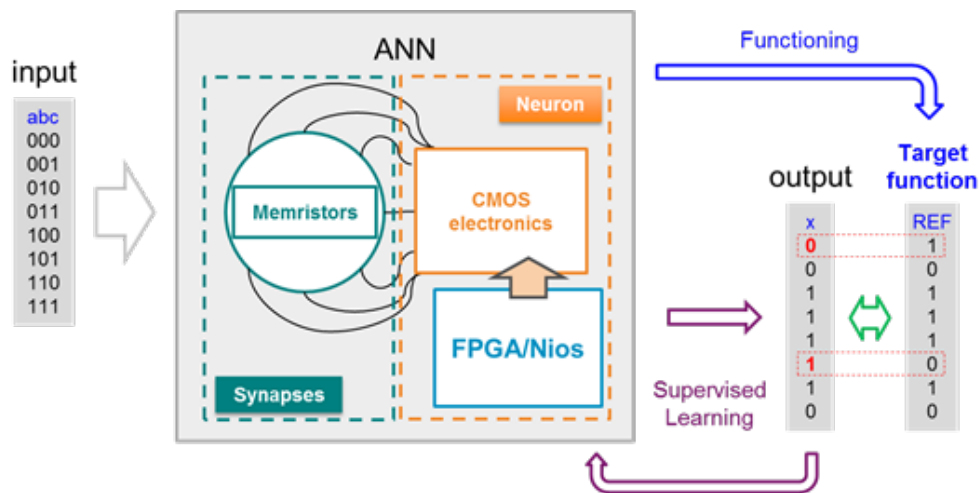 input
abc
000
001
010
011
100
101
110
111
ANN
Neuron
Memristors
CMOS
electronics
FPGA/Nios
Synapses
Functioning
Supervised
Learning
output
x
0
0
1
1
1
1
1
0
Target
function
REF
1
0
1
1
1
0
1
0